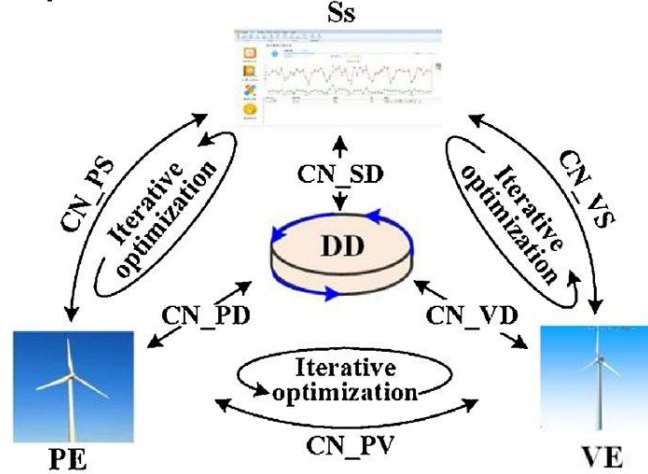 Ss
CN_PS
Iterative
optimization
CN_SD
Iterative
optimization
CN_VS
DD
CN_PD
CN_VD
Iterative
optimization
CN_PV
PE
VE